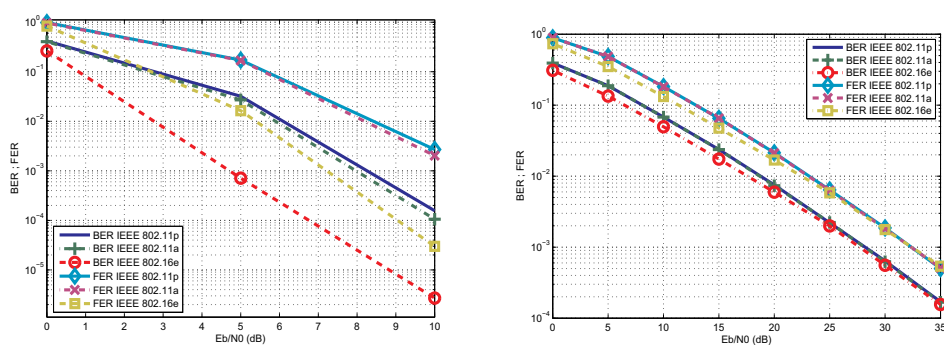 10^0
10^-1
10^-2
10^-3
10^-4
10^-5
BER ; FER
0 1 2 3 4 5 6 7 8 9 10
Eb/N0 (dB)
BER IEEE 802.11p
BER IEEE 802.11a
BER IEEE 802.16e
FER IEEE 802.11p
FER IEEE 802.11a
FER IEEE 802.16e
10^0
10^-1
10^-2
10^-3
10^-4
BER ; FER
0 5 10 15 20 25 30 35
Eb/N0 (dB)
BER IEEE 802.11p
BER IEEE 802.11a
BER IEEE 802.16e
FER IEEE 802.11p
FER IEEE 802.11a
FER IEEE 802.16e